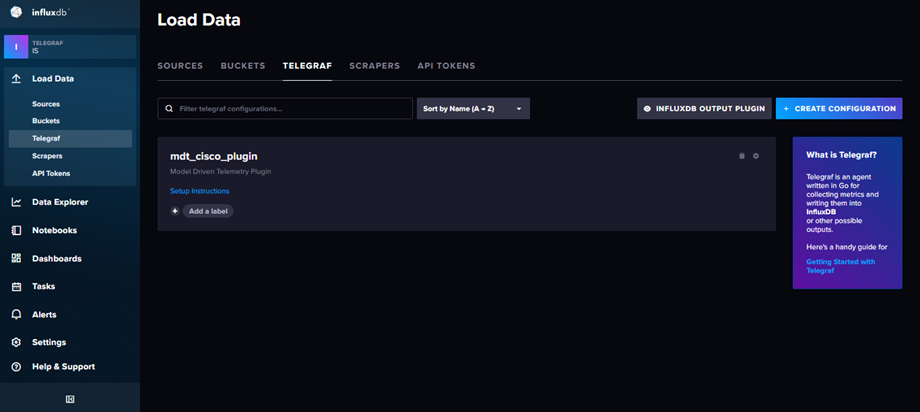 influxdb
Load Data
I
TELEGRAF
IS
Load Data
Sources
Buckets
Telegraf
Scrapers
API Tokens
Data Explorer
Notebooks
Dashboards
Tasks
Alerts
Settings
Help & Support
SOURCES BUCKETS TELEGRAF SCRAPERS API TOKENS
Filter telegraf configurations...
Sort by Name (A → Z)
INFLUXDB OUTPUT PLUGIN
+ CREATE CONFIGURATION
mdt_cisco_plugin
Model Driven Telemetry Plugin
Setup Instructions
+ Add a label
What is Telegraf?
Telegraf is an agent
written in Go for
collecting metrics and
writing them into
InfluxDB
or other possible
outputs.
Here's a handy guide for
Getting Started with
Telegraf